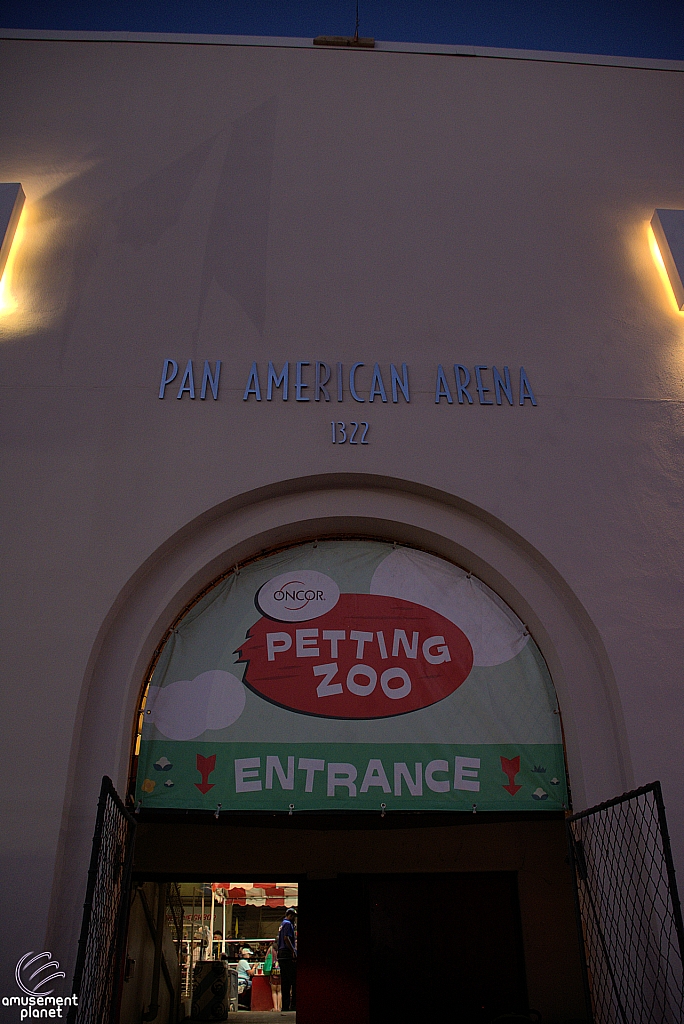 PAN AMERICAN ARENA
1322
ONCOR
PETTING
ZOO
ENTRANCE
amusement
planet